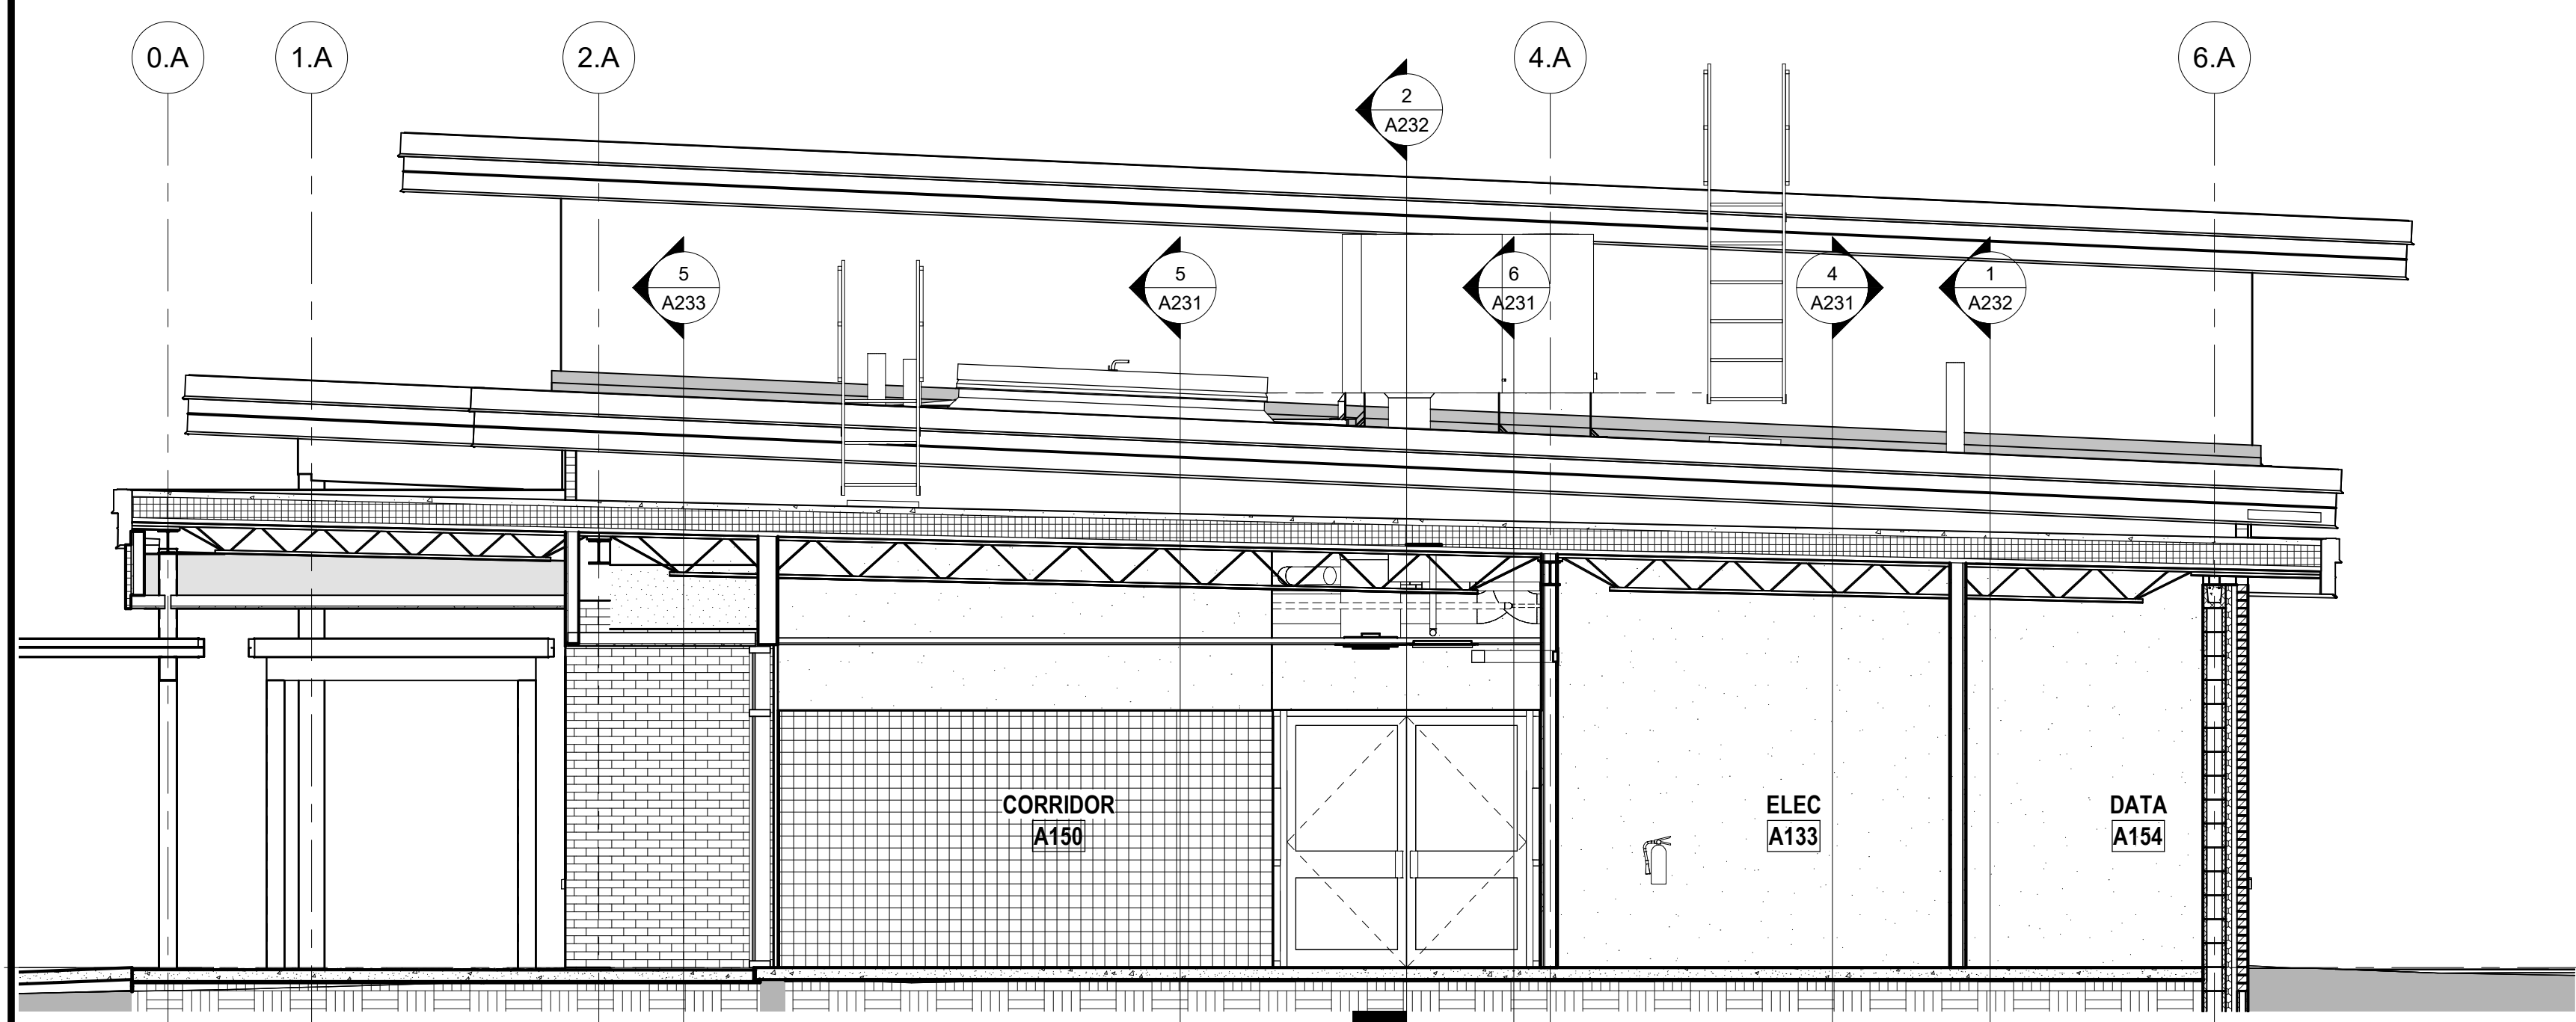 0.A
1.A
2.A
4.A
6.A
2
A232
5
A233
5
A231
6
A231
4
A231
1
A232
CORRIDOR
A150
ELEC
A133
DATA
A154